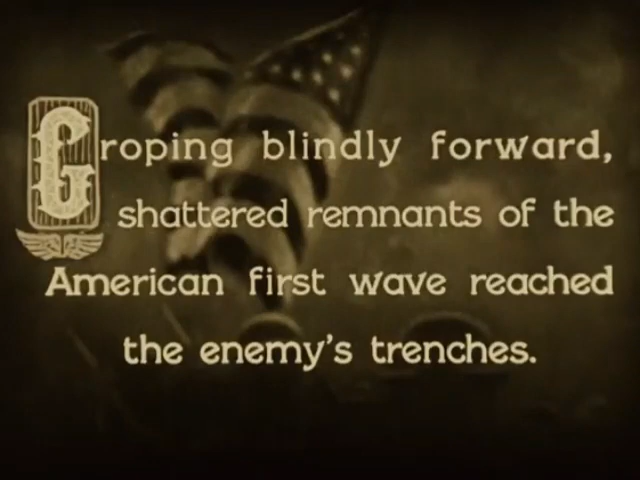 Groping blindly forward,
shattered remnants of the
American first wave reached
the enemy's trenches.